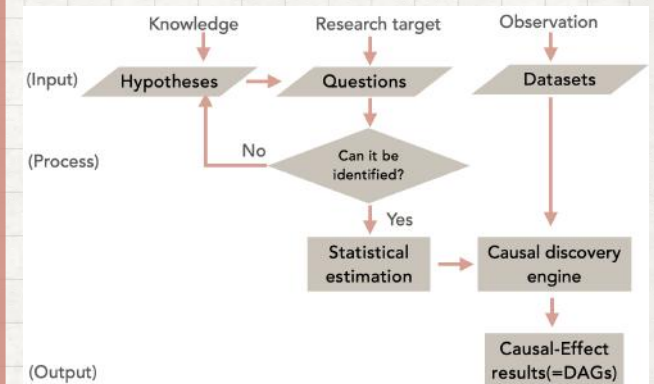 Knowledge
Research target
Observation
(Input)
Hypotheses
Questions
Datasets
(Process)
No
Can it be
identified?
Yes
Statistical
estimation
Causal discovery
engine
(Output)
Causal-Effect
results(=DAGs)